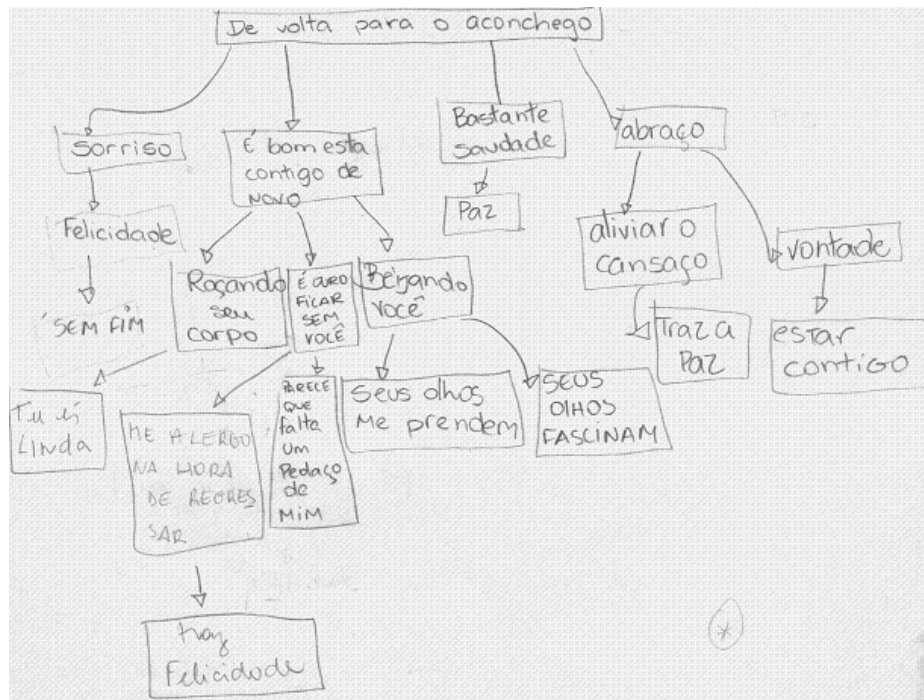 De volta para o aconchego
Sorriso
É bom esta
contigo de
novo
Bastante
saudade
abraço
Felicidade
Paz
aliviar o
cansaço
vontade
SEM FIM
Roçando
seu
corpo
É DURO
FICAR
SEM
VOCÊ
Beijando
você
Traz a
Paz
estar
contigo
Tu és
Linda
ME ALEGRO
NA HORA
DE REGRES
SAR
PARECE
QUE
falta
um
Pedaço
de
MIM
Seus olhos
me prendem
SEUS
OlHOS
FASCINAM
traz
Felicidade